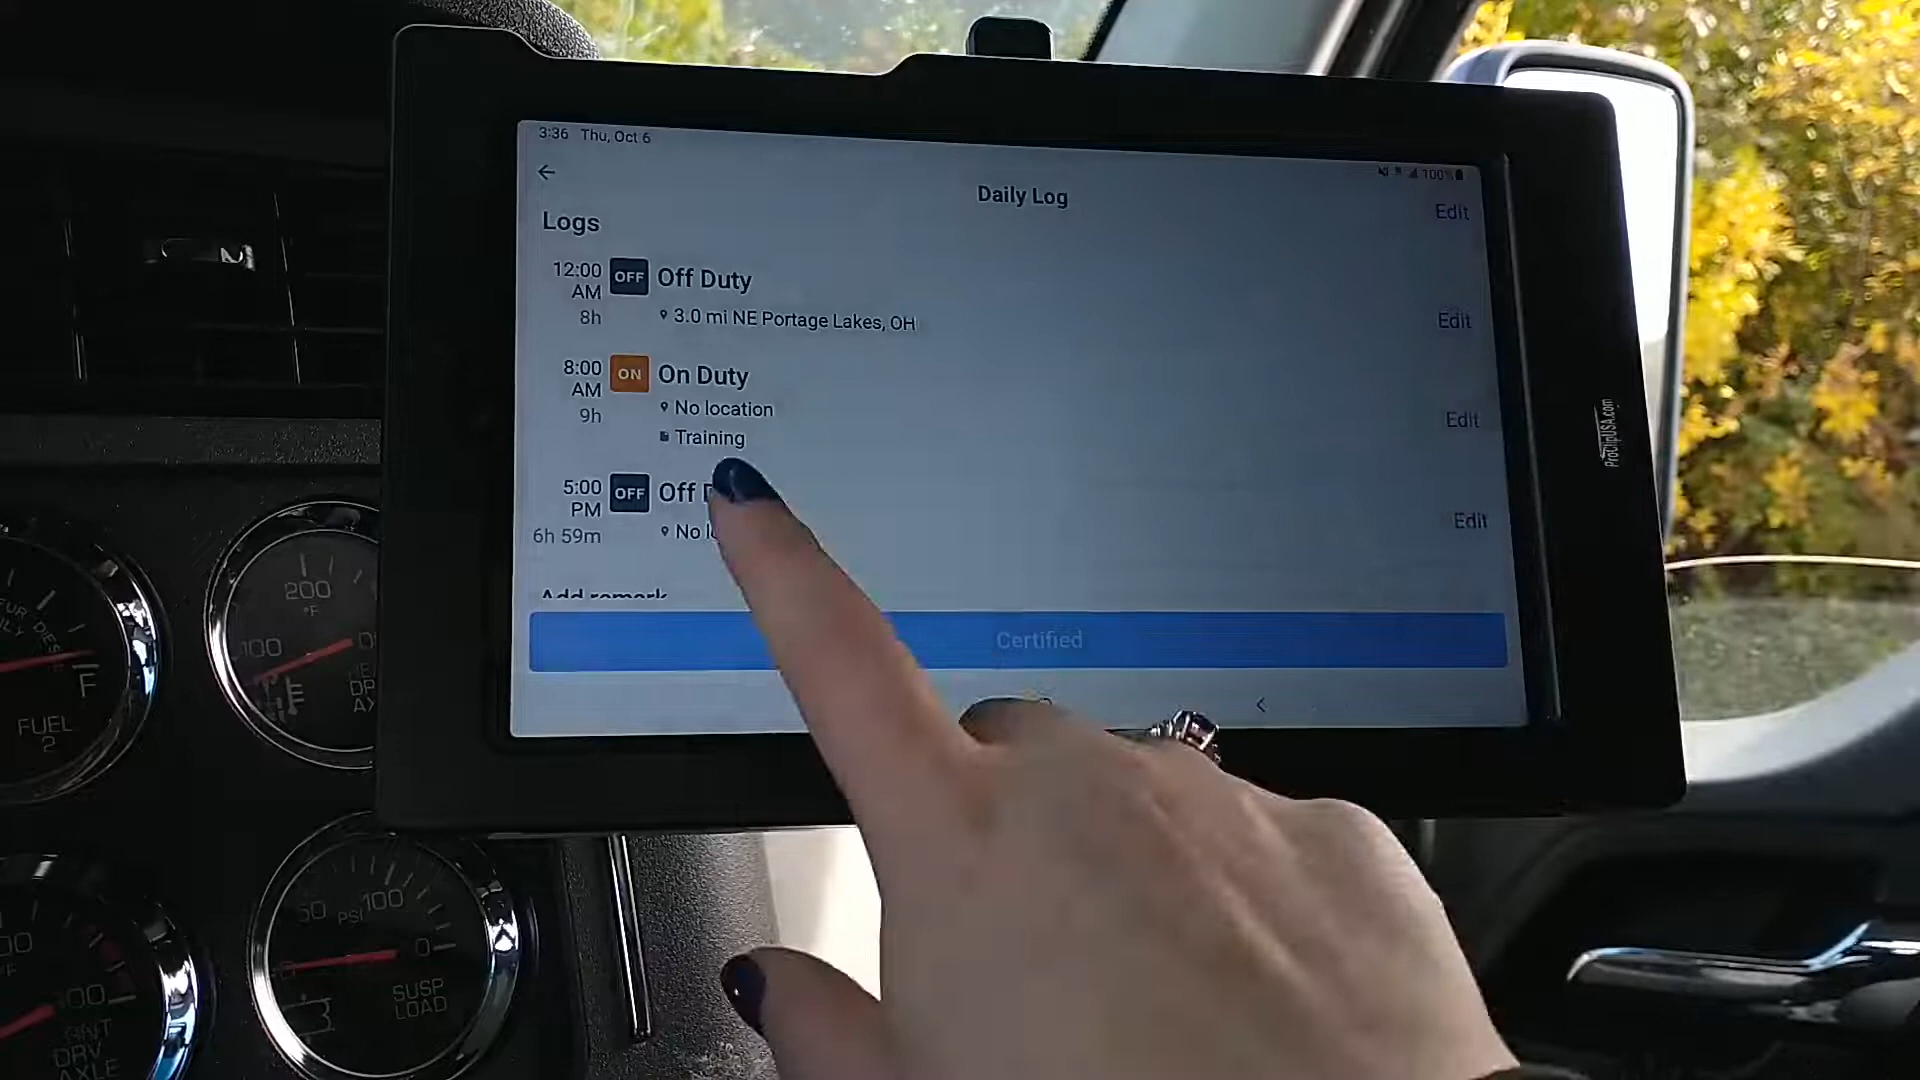 3:36 Thu, Oct 6
100%
Daily Log
Edit
Logs
12:00 AM
OFF
Off Duty
8h
3.0 mi NE Portage Lakes, OH
Edit
8:00 AM
ON
On Duty
9h
No location
Training
Edit
5:00 PM
OFF
Off
6h 59m
No
Edit
Add remark
Certified
ProClipUSA.com
200
°F
100
F
FUEL
2
50
PSI
100
0
SUSP
LOAD
DRV
AXLE